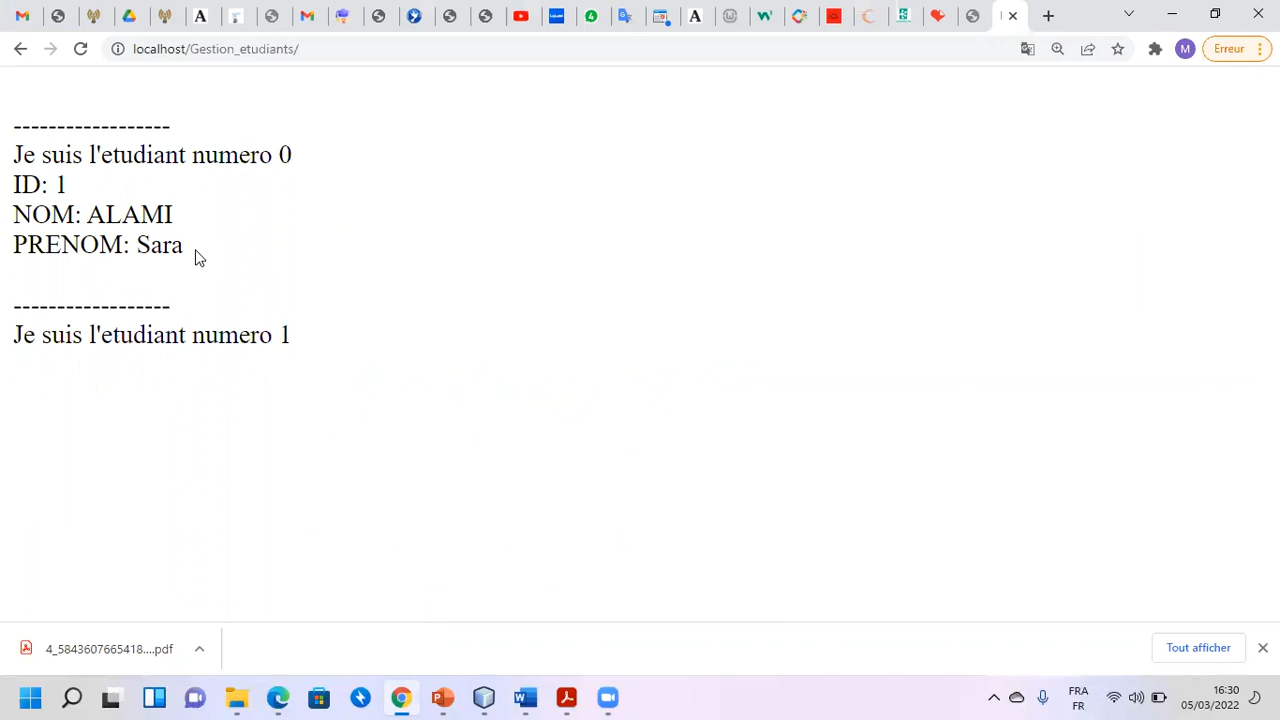 localhost/Gestion_etudiants/
M
Erreur
------------------
Je suis l'etudiant numero 0
ID: 1
NOM: ALAMI
PRENOM: Sara
------------------
Je suis l'etudiant numero 1
4_5843607665418....pdf
Tout afficher
FRA
FR
16:30
05/03/2022